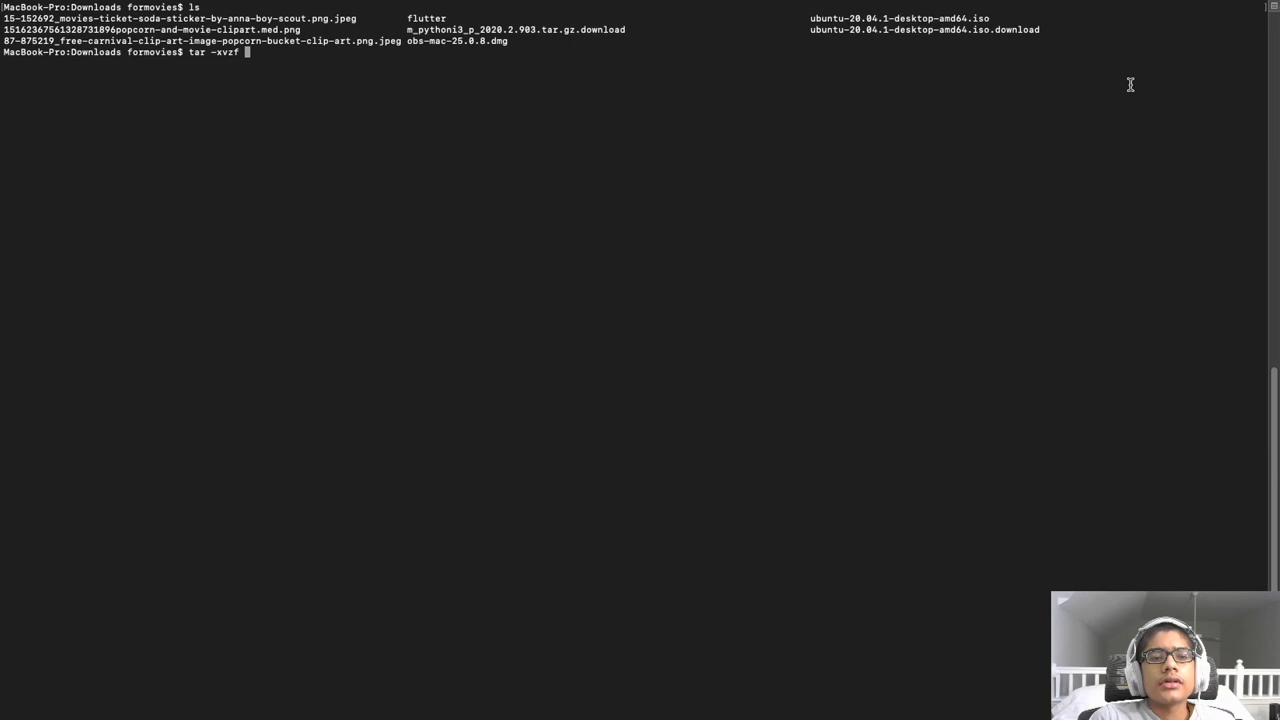 MacBook-Pro:Downloads formovies$ ls
15-152692_movies-ticket-soda-sticker-by-anna-boy-scout.png.jpeg flutter ubuntu-20.04.1-desktop-amd64.iso
15162367561328731896popcorn-and-movie-clipart.med.png m_pythoni3_p_2020.2.903.tar.gz.download ubuntu-20.04.1-desktop-amd64.iso.download
87-875219_free-carnival-clip-art-image-popcorn-bucket-clip-art.png.jpeg obs-mac-25.0.8.dmg
MacBook-Pro:Downloads formovies$ tar -xvzf